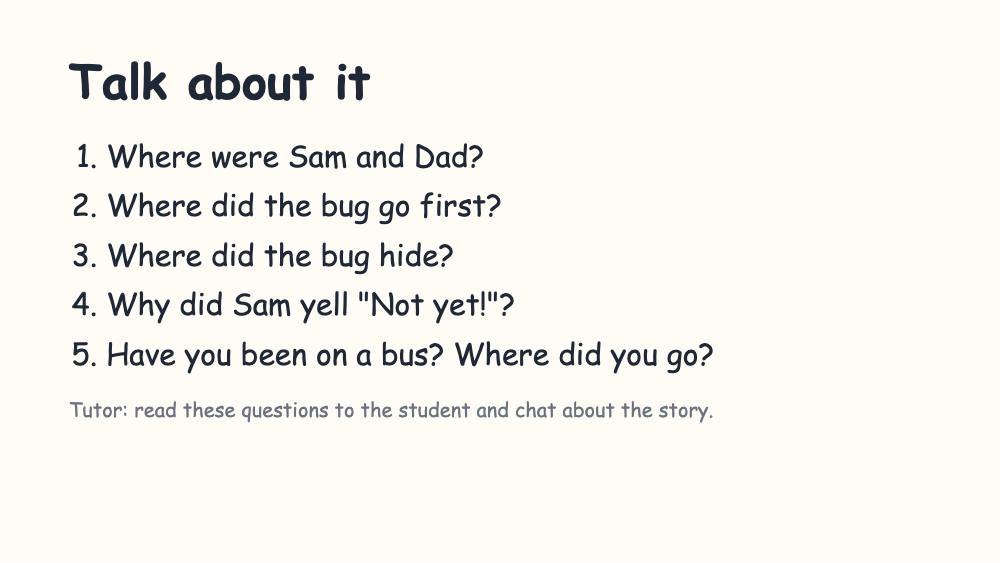 Talk about it
1. Where were Sam and Dad?
2. Where did the bug go first?
3. Where did the bug hide?
4. Why did Sam yell "Not yet!"?
5. Have you been on a bus? Where did you go?
Tutor: read these questions to the student and chat about the story.